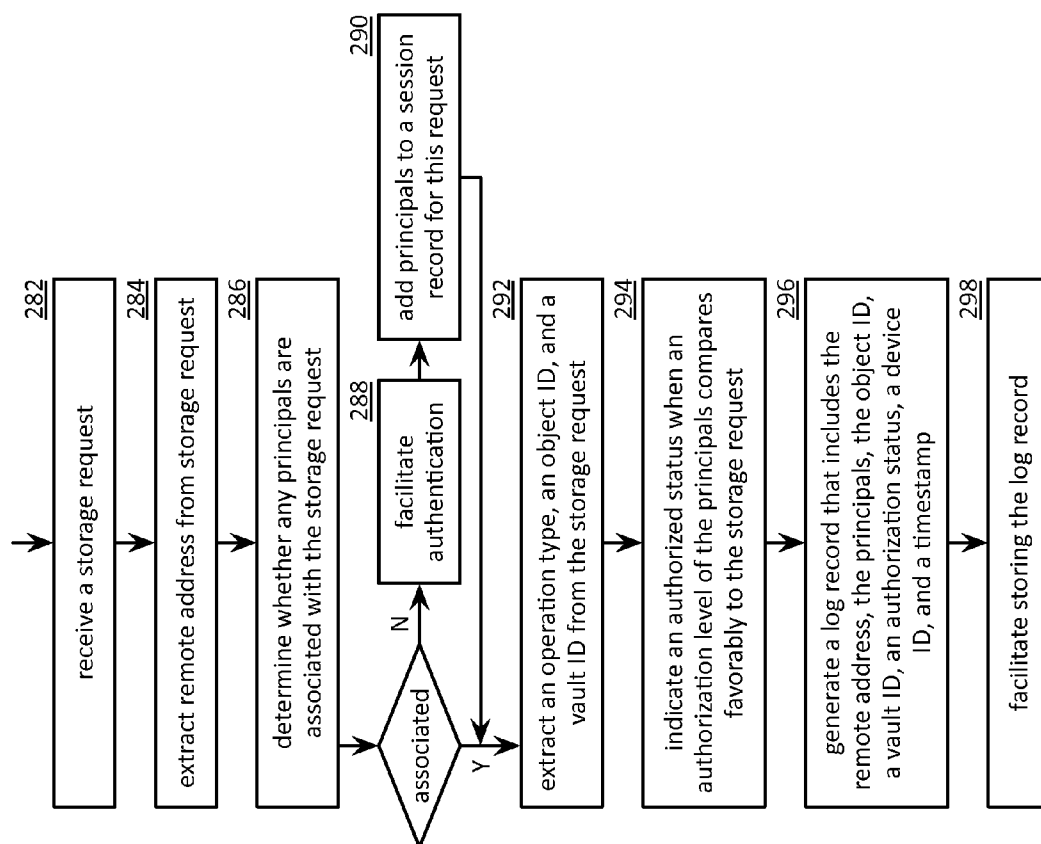 282
receive a storage request
284
extract remote address from storage request
286
determine whether any principals are
associated with the storage request
associated
N
Y
288
facilitate
authentication
290
add principals to a session
record for this request
292
extract an operation type, an object ID, and a
vault ID from the storage request
294
indicate an authorized status when an
authorization level of the principals compares
favorably to the storage request
296
generate a log record that includes the
remote address, the principals, the object ID,
a vault ID, an authorization status, a device
ID, and a timestamp
298
facilitate storing the log record